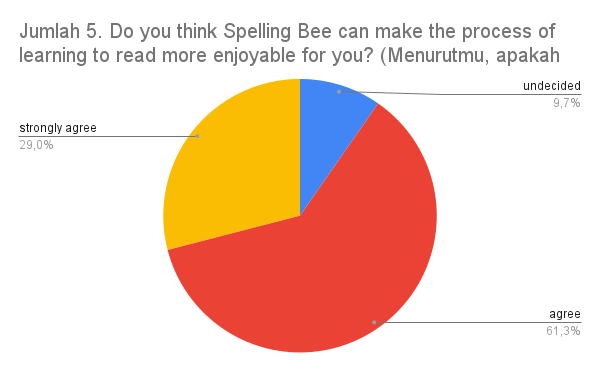 Jumlah 5. Do you think Spelling Bee can make the process of
learning to read more enjoyable for you? (Menurutmu, apakah
undecided
9,7%
strongly agree
29,0%
agree
61,3%